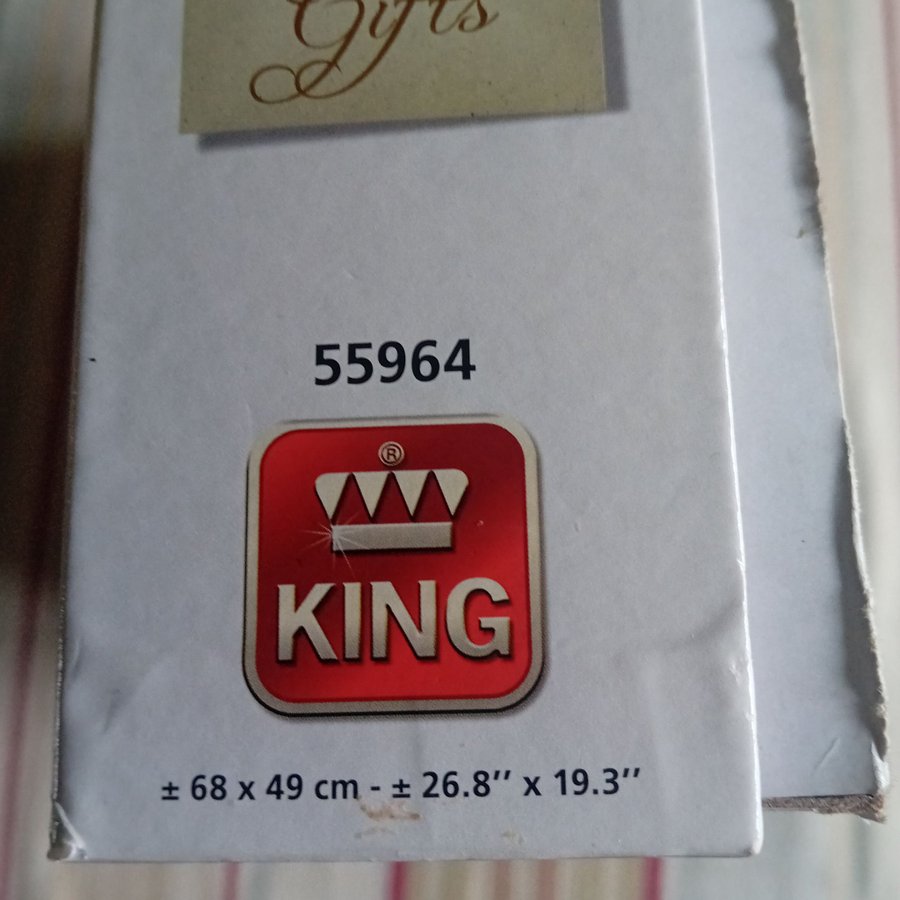 Gifts
55964
®
KING
± 68 x 49 cm - ± 26.8’’ x 19.3’’